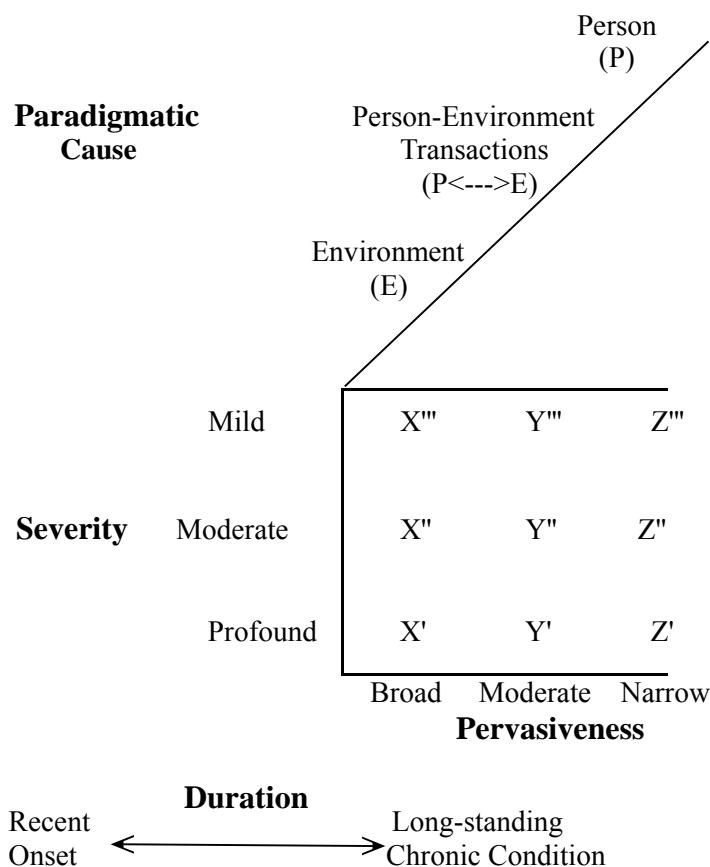 Person
(P)
Paradigmatic
Cause
Person-Environment
Transactions
(P<--->E)
Environment
(E)
Mild X''' Y''' Z'''
Severity Moderate X'' Y'' Z''
Profound X' Y' Z'
Broad Moderate Narrow
Pervasiveness
Duration
Recent Long-standing
Onset Chronic Condition